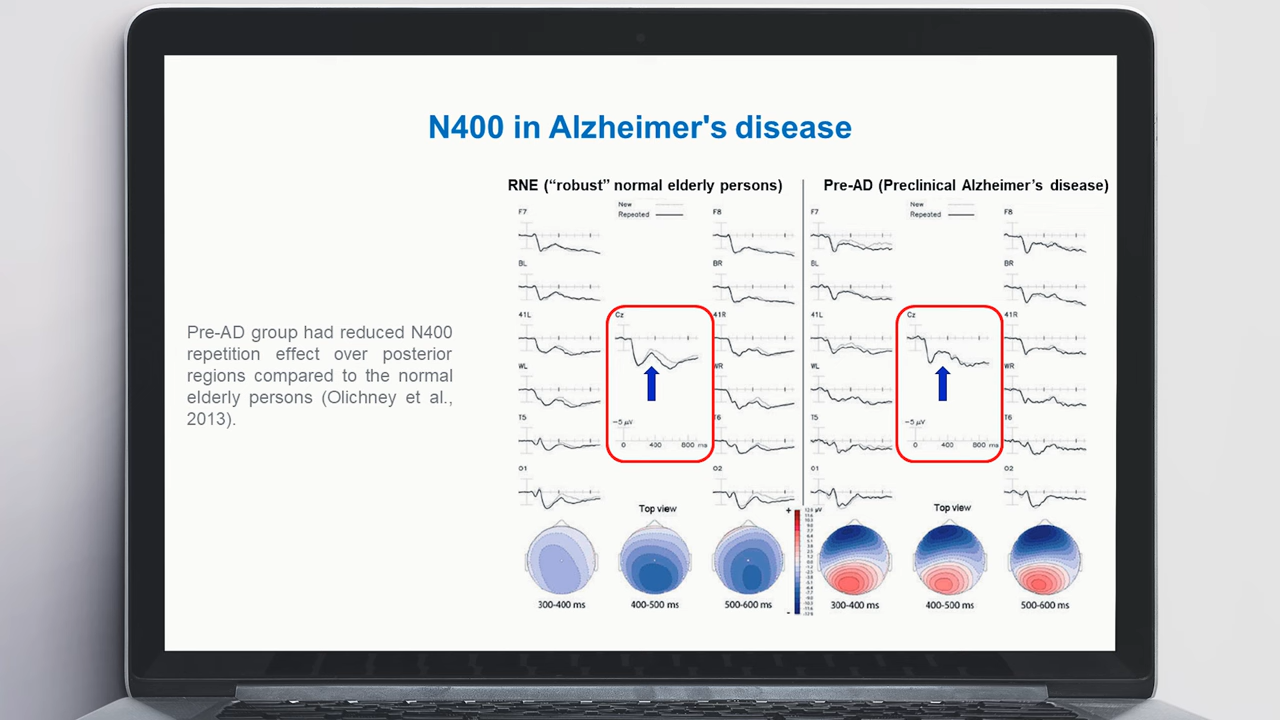 N400 in Alzheimer's disease
Pre-AD group had reduced N400
repetition effect over posterior
regions compared to the normal
elderly persons (Olichney et al.,
2013).
RNE (“robust” normal elderly persons)
New
Repeated
F7
F8
BL
BR
41L
Cz
41R
WL
WR
T5
−5 μV
T6
0 400 800 ms
O1
O2
Top view
300-400 ms
400-500 ms
500-600 ms
Pre-AD (Preclinical Alzheimer’s disease)
New
Repeated
F7
F8
BL
BR
41L
Cz
41R
WL
WR
T5
−5 μV
T6
0 400 800 ms
O1
O2
Top view
300-400 ms
400-500 ms
500-600 ms
+
μV
-